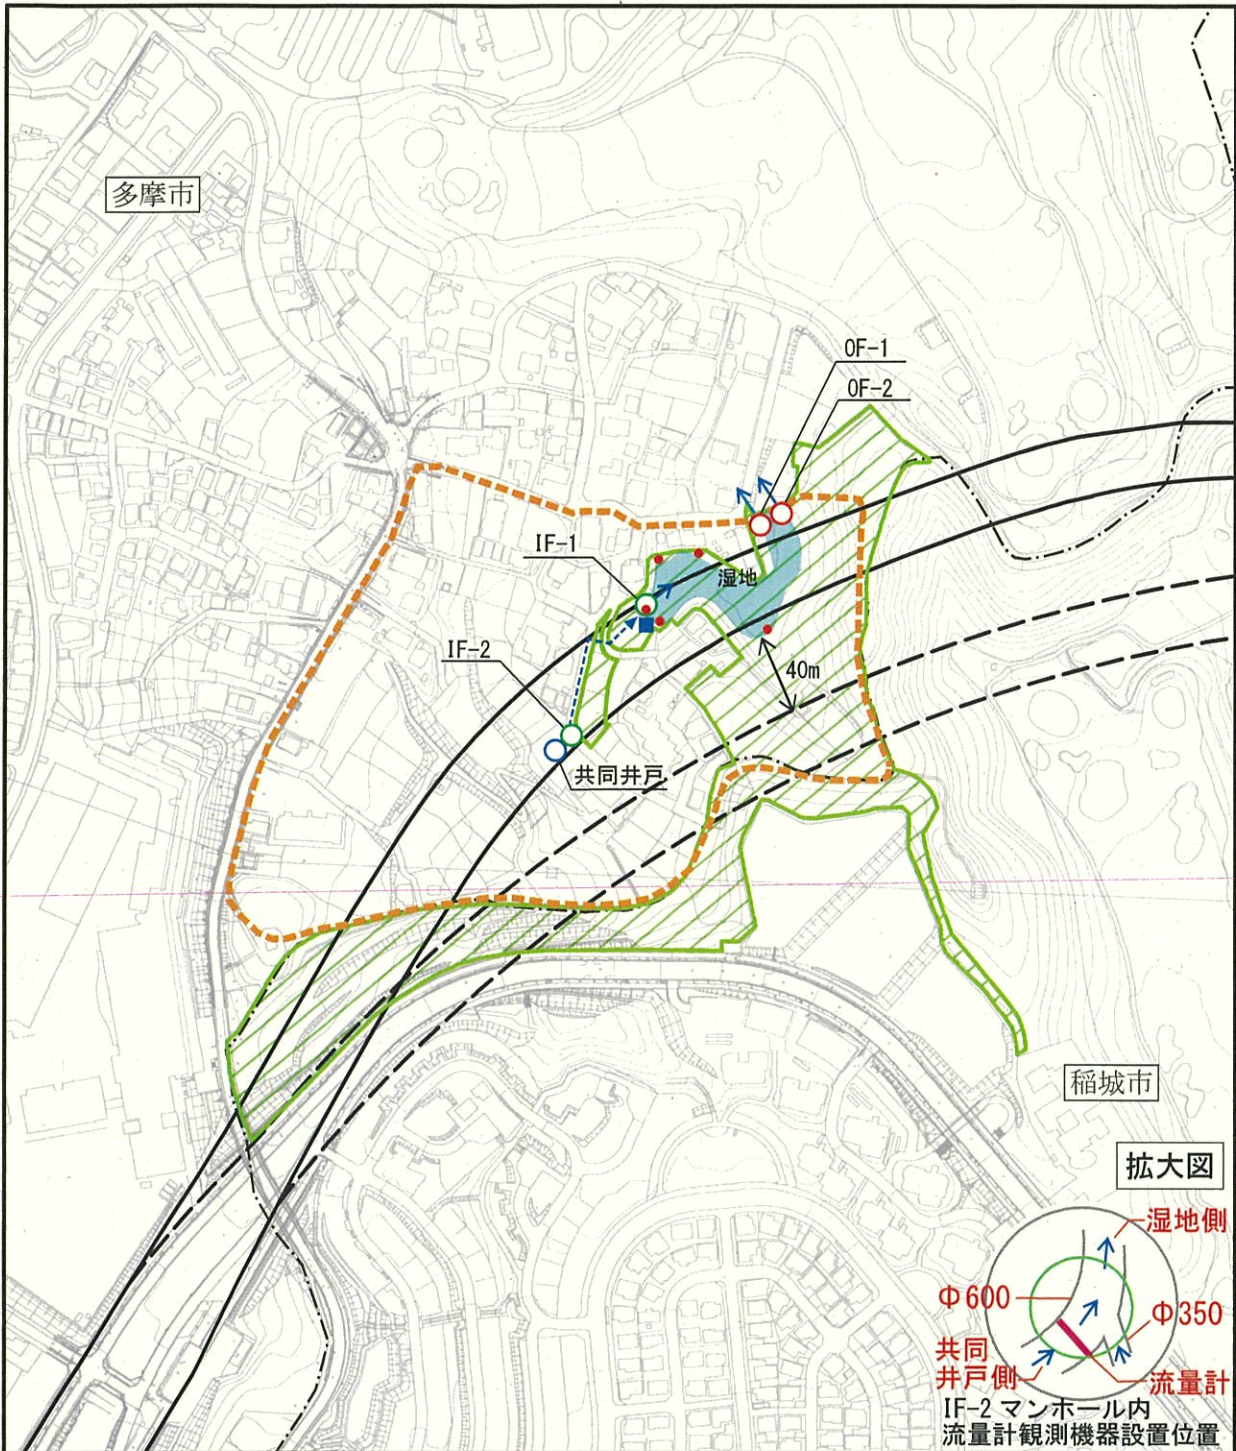 多摩市
OF-1
OF-2
IF-1
湿地
IF-2
40m
共同井戸
稲城市
拡大図
湿地側
Φ600
Φ350
共同
井戸側
流量計
IF-2 マンホール内
流量計観測機器設置位置